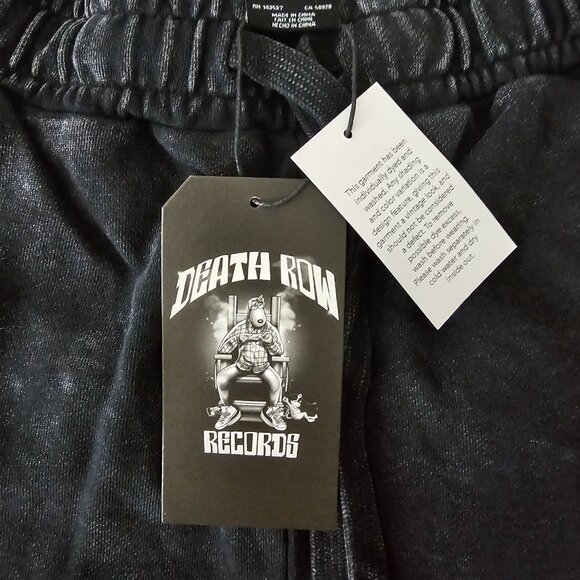 RN 143537 CA 56979
MADE IN CHINA
FAIT EN CHINE
HECHO EN CHINA
This garment has been
individually dyed and
washed. Any shading
and color variation is a
design feature, giving this
garment a vintage look, and
should not be considered
a defect. To remove
possible dye excess,
wash before wearing.
Please wash separately in
cold water and dry
inside out.
DEATH ROW
RECORDS